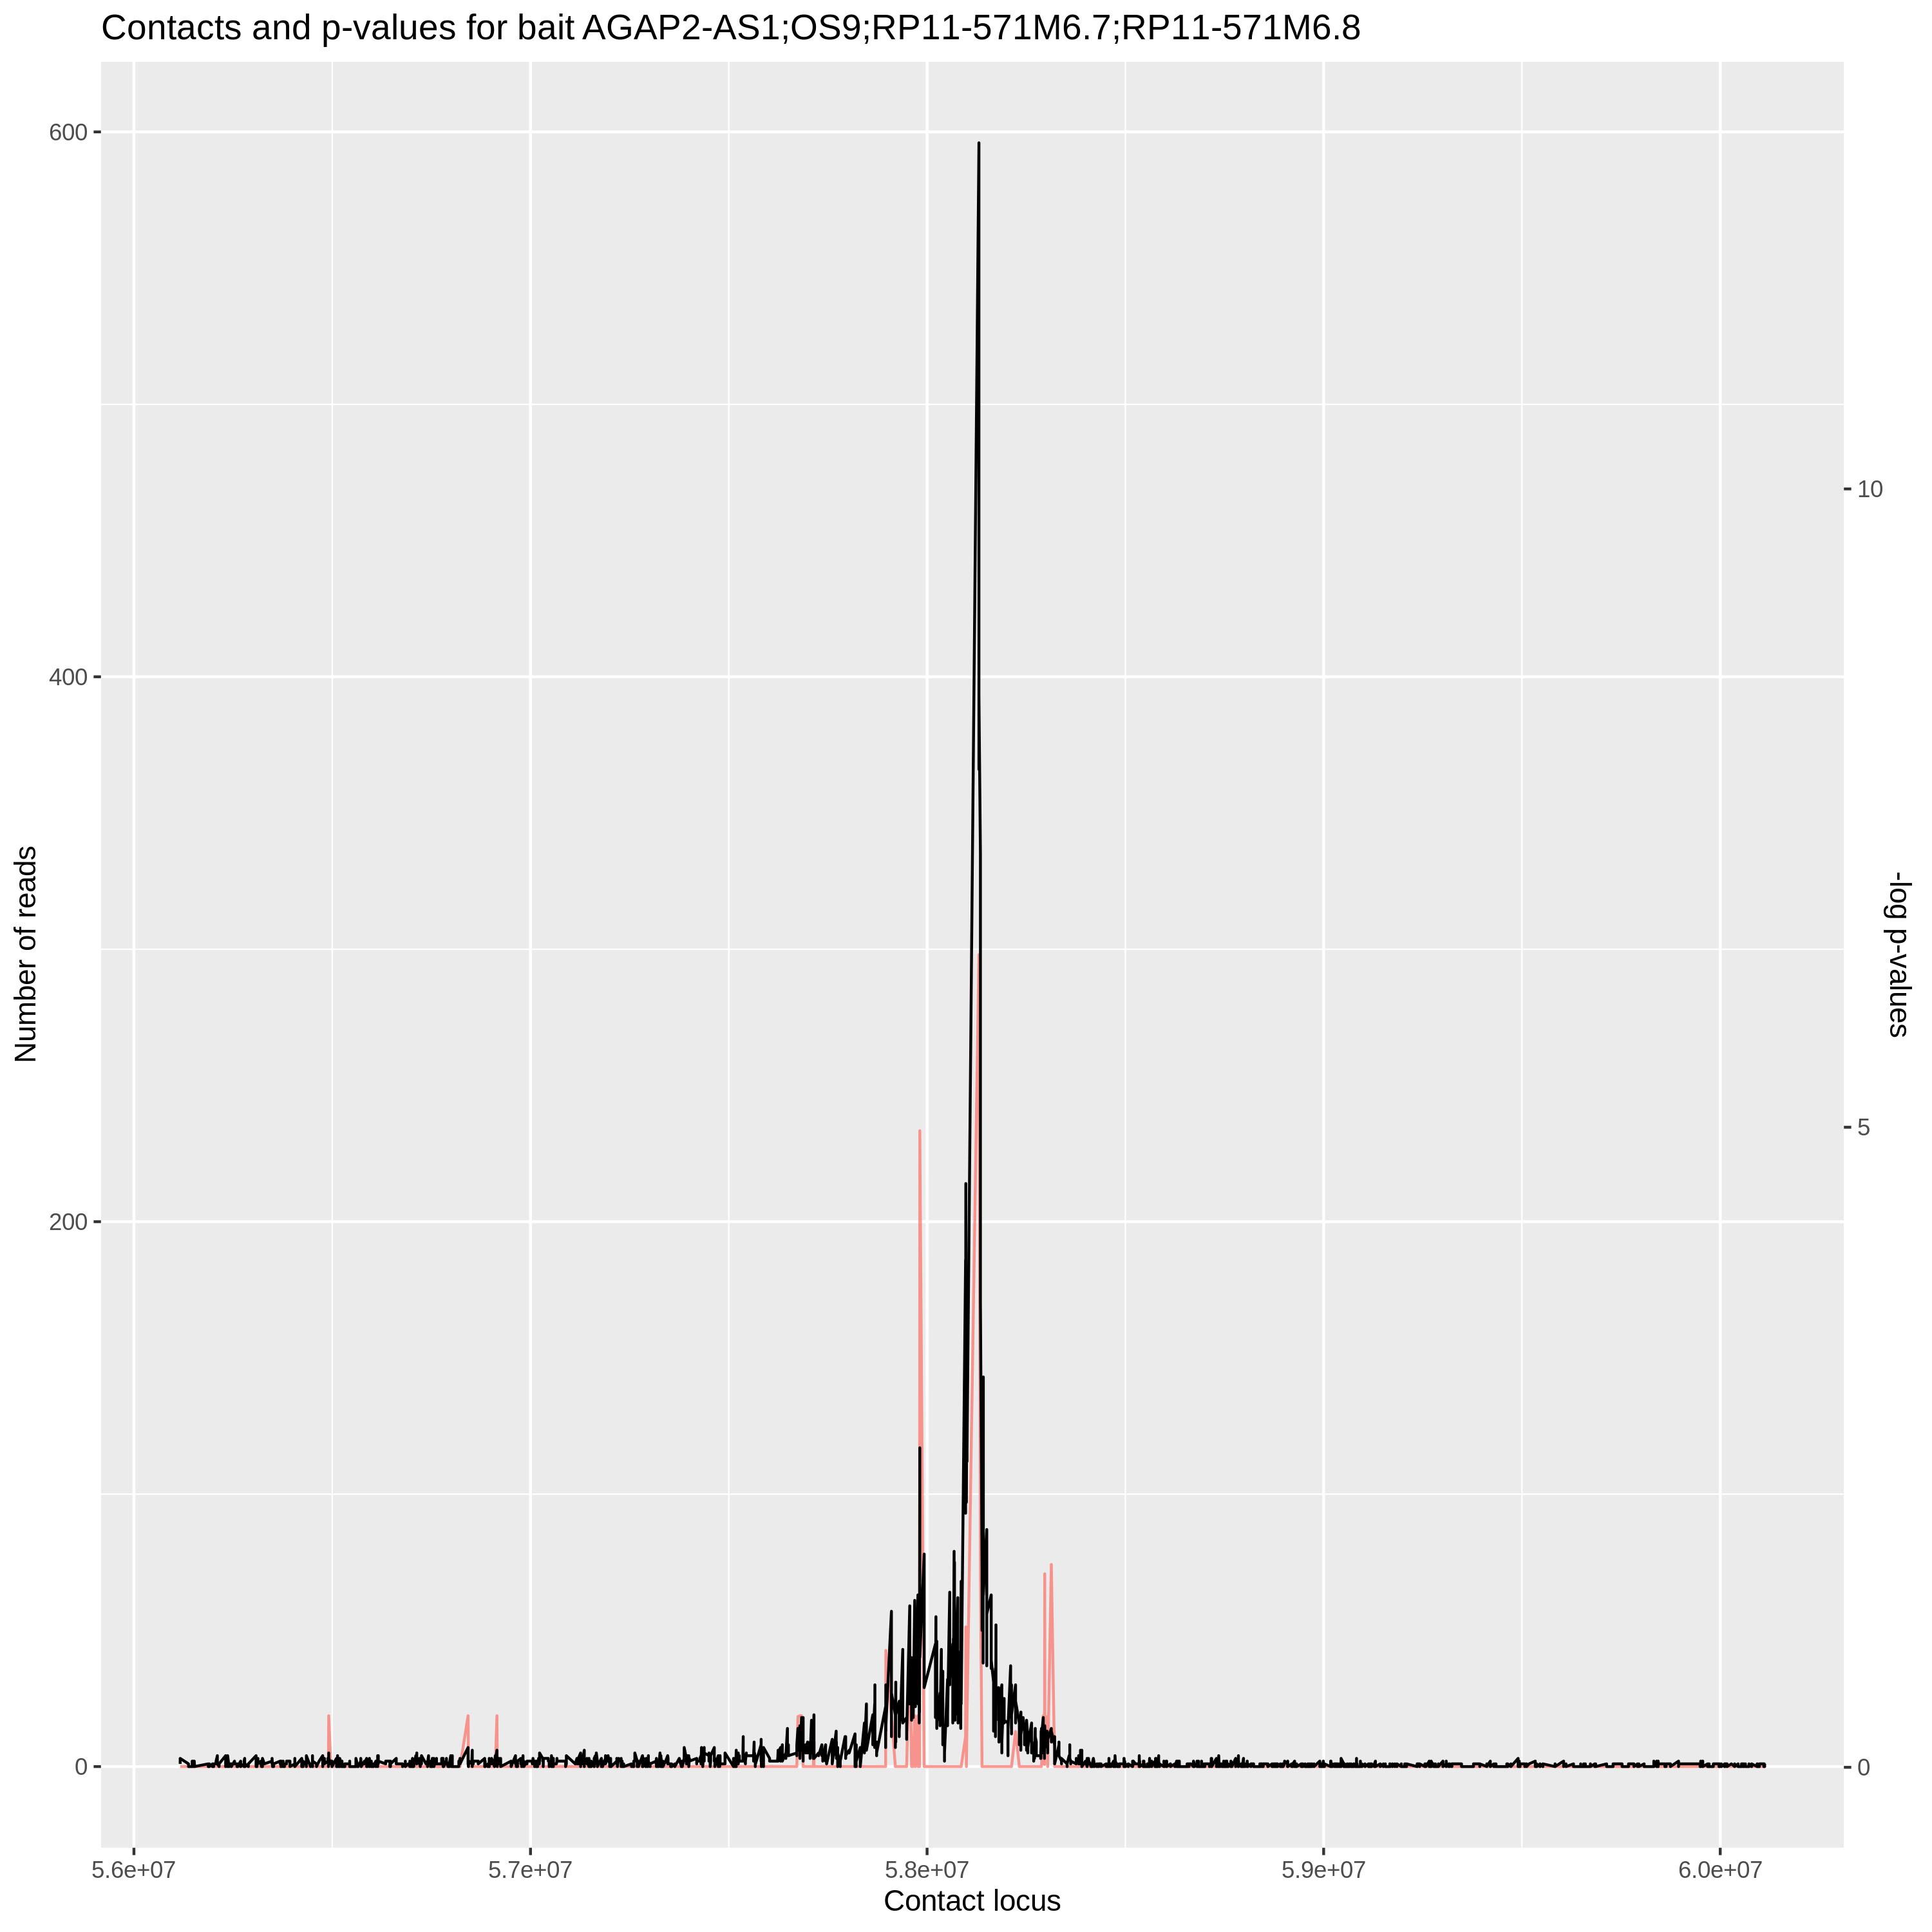 Contacts and p-values for bait AGAP2-AS1;OS9;RP11-571M6.7;RP11-571M6.8
600
400
200
0
Number of reads
10
5
0
-log p-values
5.6e+07 5.7e+07 5.8e+07 5.9e+07 6.0e+07
Contact locus